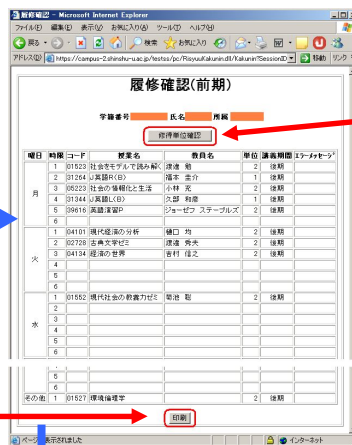 履修確認 - Microsoft Internet Explorer
ファイル(F) 編集(E) 表示(V) お気に入り(A) ツール(T) ヘルプ(H)
戻る 検索 お気に入り
アドレス(D) https://campus-2.shinshu-u.ac.jp/testss/pc/RisyuuKakunin.dll/Kakunin?SessionID 移動 リンク
履修確認(前期)
学籍番号 氏名 所属
修得単位確認
曜日 時限 コード 授業名 教員名 単位 講義期間 エラーメッセージ
月
1 01523 社会をモデルで読み解く 渡邉 勉 2 後期
2 31264 J英語R(B) 福本 圭介 1 後期
3 05223 社会の情報化と生活 小林 充 2 後期
4 31344 J英語L(B) 久部 和彦 1 後期
5 39616 英語演習P ジョーゼフ ステープルズ 2 後期
6
火
1 04101 現代経済の分析 樋口 均 2 後期
2 02728 古典文学ゼミ 渡邉 秀夫 2 後期
3 04134 経済の世界 吉村 信之 2 後期
4
5
6
水
1 01552 現代社会の教養力ゼミ 菊池 聡 2 後期
2
3
4
5
6
5
6
その他 1 01527 環境倫理学 2 後期
印刷
ページが表示されました インターネット